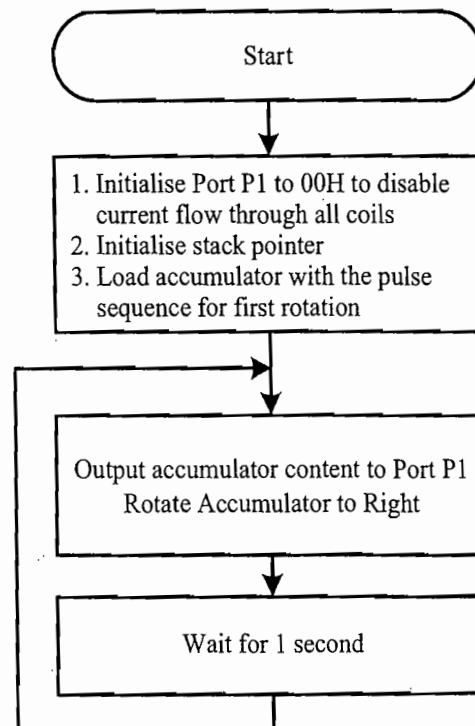 Start
1. Initialise Port P1 to 00H to disable
current flow through all coils
2. Initialise stack pointer
3. Load accumulator with the pulse
sequence for first rotation
Output accumulator content to Port P1
Rotate Accumulator to Right
Wait for 1 second